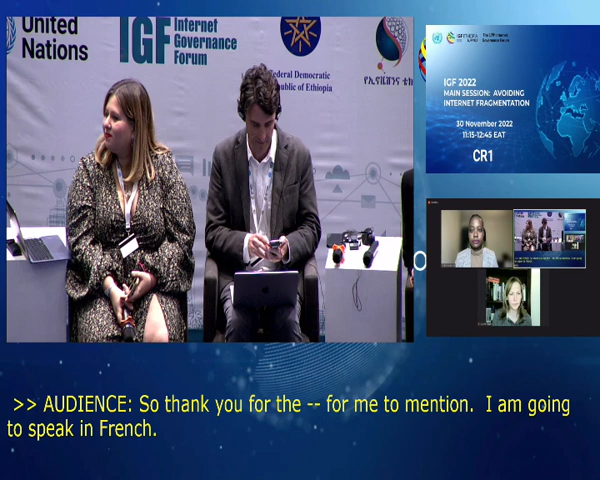 United
Nations
IGF
Internet
Governance
Forum
Federal Democratic
Republic of Ethiopia
IGF 2022
MAIN SESSION: AVOIDING
INTERNET FRAGMENTATION
30 November 2022
11:15-12:45 EAT
CR1
>> AUDIENCE: So thank you for the -- for me to mention. I am going
to speak in French.